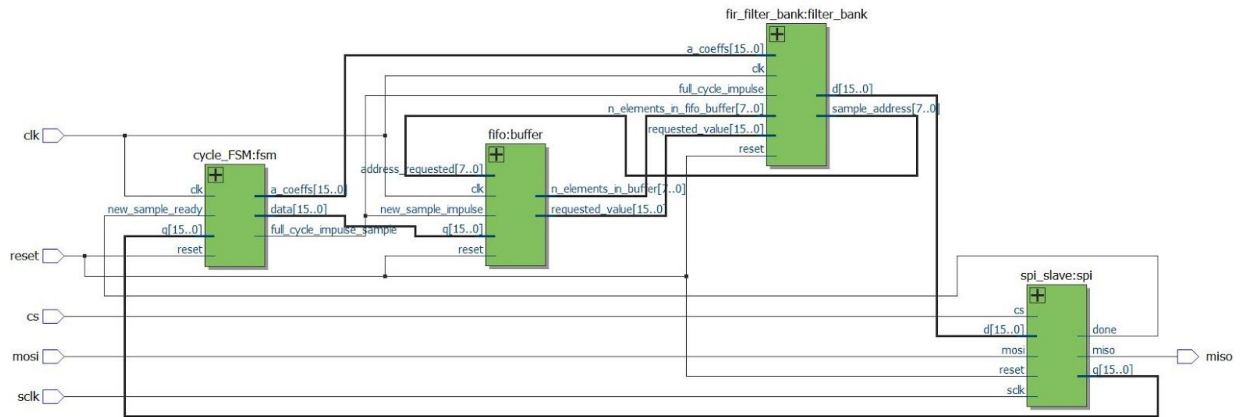 fir_filter_bank:filter_bank
a_coeffs[15..0]
clk
full_cycle_impulse
d[15..0]
n_elements_in_fifo_buffer[7..0]
sample_address[7..0]
requested_value[15..0]
reset
clk
fifo:buffer
cycle_FSM:fsm
address_requested[7..0]
clk
a_coeffs[15..0]
clk
n_elements_in_buffer[7..0]
new_sample_ready
data[15..0]
new_sample_impulse
requested_value[15..0]
q[15..0]
full_cycle_impulse_sample
q[15..0]
reset
reset
reset
spi_slave:spi
cs
cs
d[15..0]
done
mosi
mosi
miso
miso
reset
q[15..0]
sclk
sclk